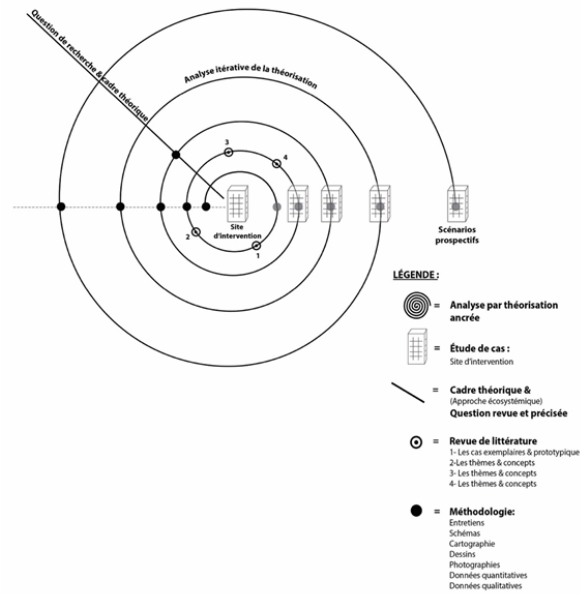 Question de recherche & cadre théorique
Analyse itérative de la théorisation
3
4
Site
d'intervention
2
1
Scénarios
prospectifs
LÉGENDE :
= Analyse par théorisation
ancrée
= Étude de cas :
Site d'intervention
= Cadre théorique &
(Approche écosystémique)
Question revue et précisée
= Revue de littérature
1- Les cas exemplaires & prototypique
2-Les thèmes & concepts
3- Les thèmes & concepts
4- Les thèmes & concepts
= Méthodologie:
Entretiens
Schémas
Cartographie
Dessins
Photographies
Données quantitatives
Données qualitatives